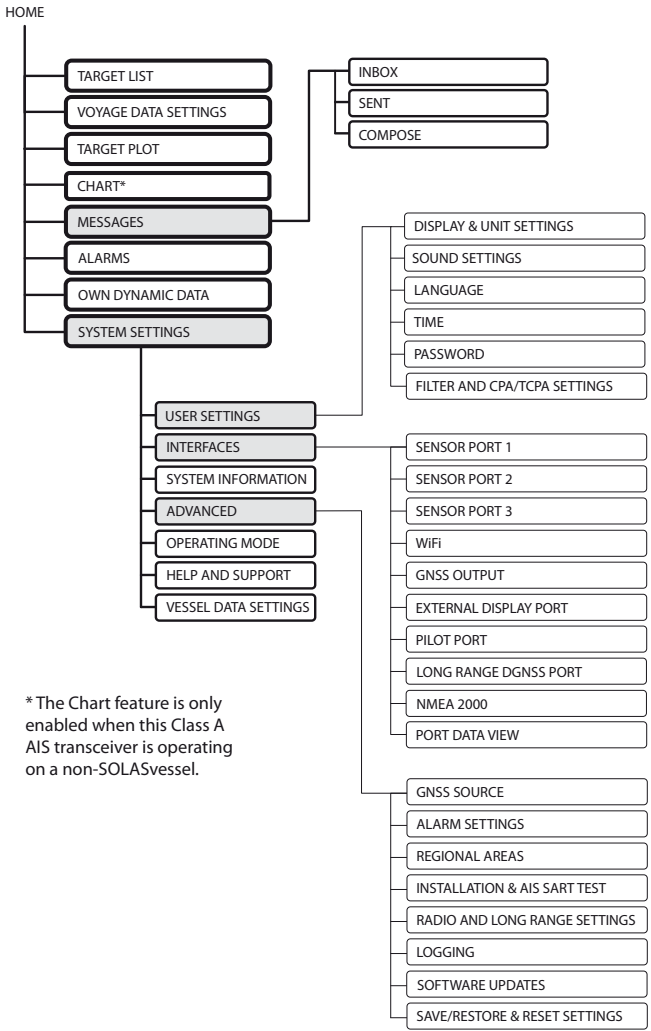 HOME
TARGET LIST
VOYAGE DATA SETTINGS
TARGET PLOT
CHART*
MESSAGES
ALARMS
OWN DYNAMIC DATA
SYSTEM SETTINGS
INBOX
SENT
COMPOSE
USER SETTINGS
INTERFACES
SYSTEM INFORMATION
ADVANCED
OPERATING MODE
HELP AND SUPPORT
VESSEL DATA SETTINGS
DISPLAY & UNIT SETTINGS
SOUND SETTINGS
LANGUAGE
TIME
PASSWORD
FILTER AND CPA/TCPA SETTINGS
SENSOR PORT 1
SENSOR PORT 2
SENSOR PORT 3
WiFi
GNSS OUTPUT
EXTERNAL DISPLAY PORT
PILOT PORT
LONG RANGE DGNSS PORT
NMEA 2000
PORT DATA VIEW
GNSS SOURCE
ALARM SETTINGS
REGIONAL AREAS
INSTALLATION & AIS SART TEST
RADIO AND LONG RANGE SETTINGS
LOGGING
SOFTWARE UPDATES
SAVE/RESTORE & RESET SETTINGS
* The Chart feature is only
enabled when this Class A
AIS transceiver is operating
on a non-SOLASvessel.